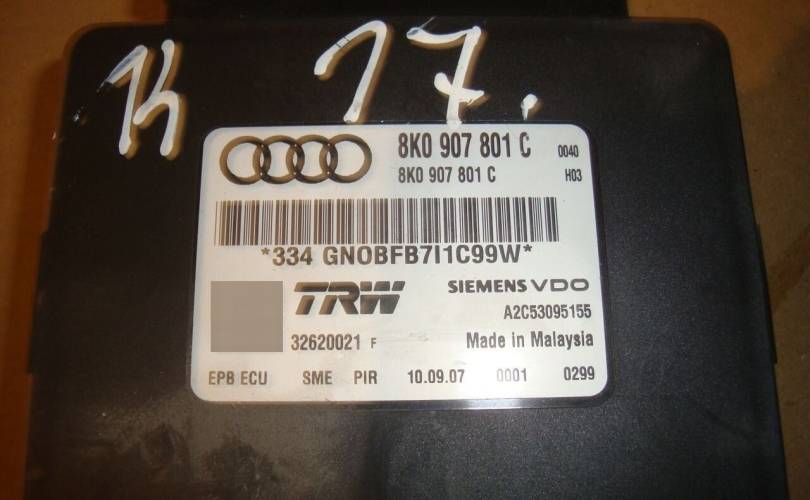 K 17.
8K0 907 801 C 0040
8K0 907 801 C H03
*334 GN0BFB7I1C99W*
TRW SIEMENS VDO
A2C53095155
32620021 F Made in Malaysia
EPB ECU SME PIR 10.09.07 0001 0299